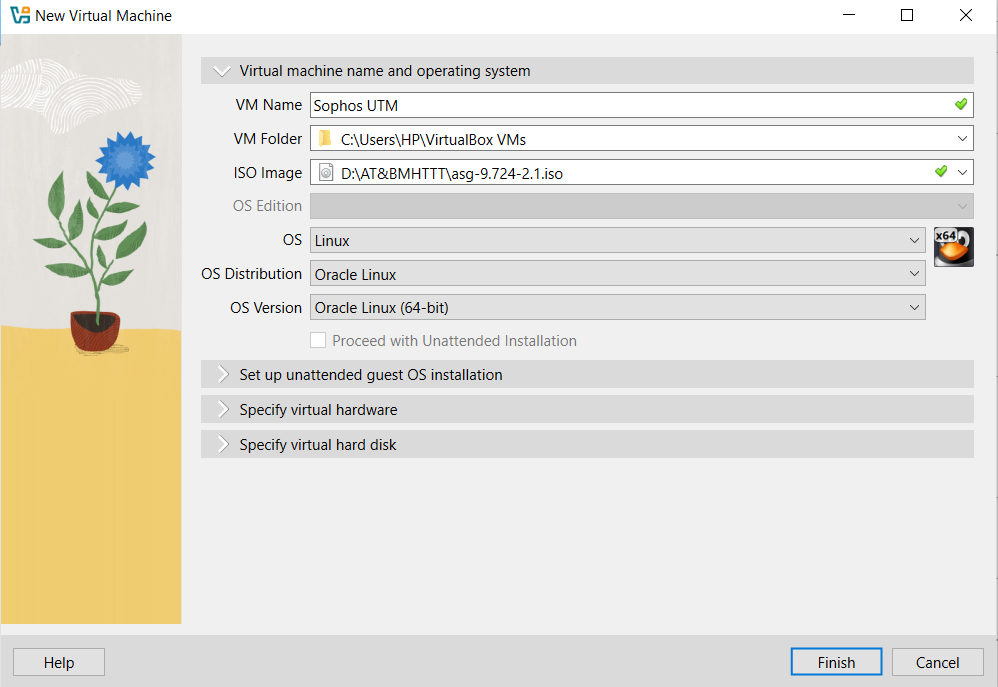 New Virtual Machine
Virtual machine name and operating system
VM Name Sophos UTM
VM Folder C:\Users\HP\VirtualBox VMs
ISO Image D:\AT&BMHTTT\asg-9.724-2.1.iso
OS Edition
OS Linux
x64
OS Distribution Oracle Linux
OS Version Oracle Linux (64-bit)
Proceed with Unattended Installation
Set up unattended guest OS installation
Specify virtual hardware
Specify virtual hard disk
Help Finish Cancel